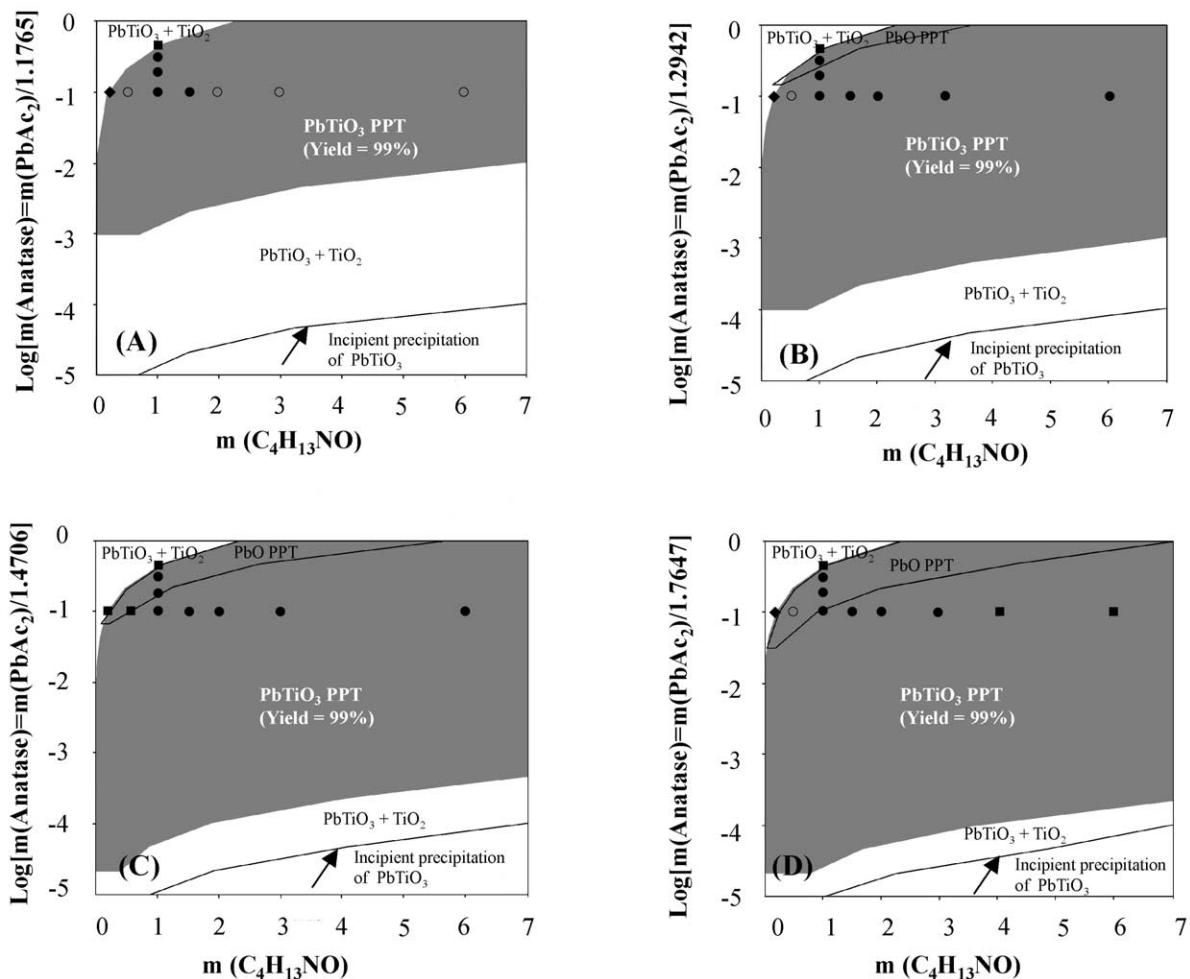 Log[m(Anatase)=m(PbAc₂)/1.1765]
0
-1
-2
-3
-4
-5
PbTiO₃ + TiO₂
PbTiO₃ PPT
(Yield = 99%)
PbTiO₃ + TiO₂
(A)
Incipient precipitation
of PbTiO₃
0 1 2 3 4 5 6 7
m (C₄H₁₃NO)
Log[m(Anatase)=m(PbAc₂)/1.2942]
0
-1
-2
-3
-4
-5
PbTiO₃ + TiO₂ PbO PPT
PbTiO₃ PPT
(Yield = 99%)
PbTiO₃ + TiO₂
(B)
Incipient precipitation
of PbTiO₃
0 1 2 3 4 5 6 7
m (C₄H₁₃NO)
Log[m(Anatase)=m(PbAc₂)/1.4706]
0
-1
-2
-3
-4
-5
PbTiO₃ + TiO₂ PbO PPT
PbTiO₃ PPT
(Yield = 99%)
PbTiO₃ + TiO₂
(C)
Incipient precipitation
of PbTiO₃
0 1 2 3 4 5 6 7
m (C₄H₁₃NO)
Log[m(Anatase)=m(PbAc₂)/1.7647]
0
-1
-2
-3
-4
-5
PbTiO₃ + TiO₂
PbO PPT
PbTiO₃ PPT
(Yield = 99%)
PbTiO₃ + TiO₂
(D)
Incipient precipitation
of PbTiO₃
0 1 2 3 4 5 6 7
m (C₄H₁₃NO)